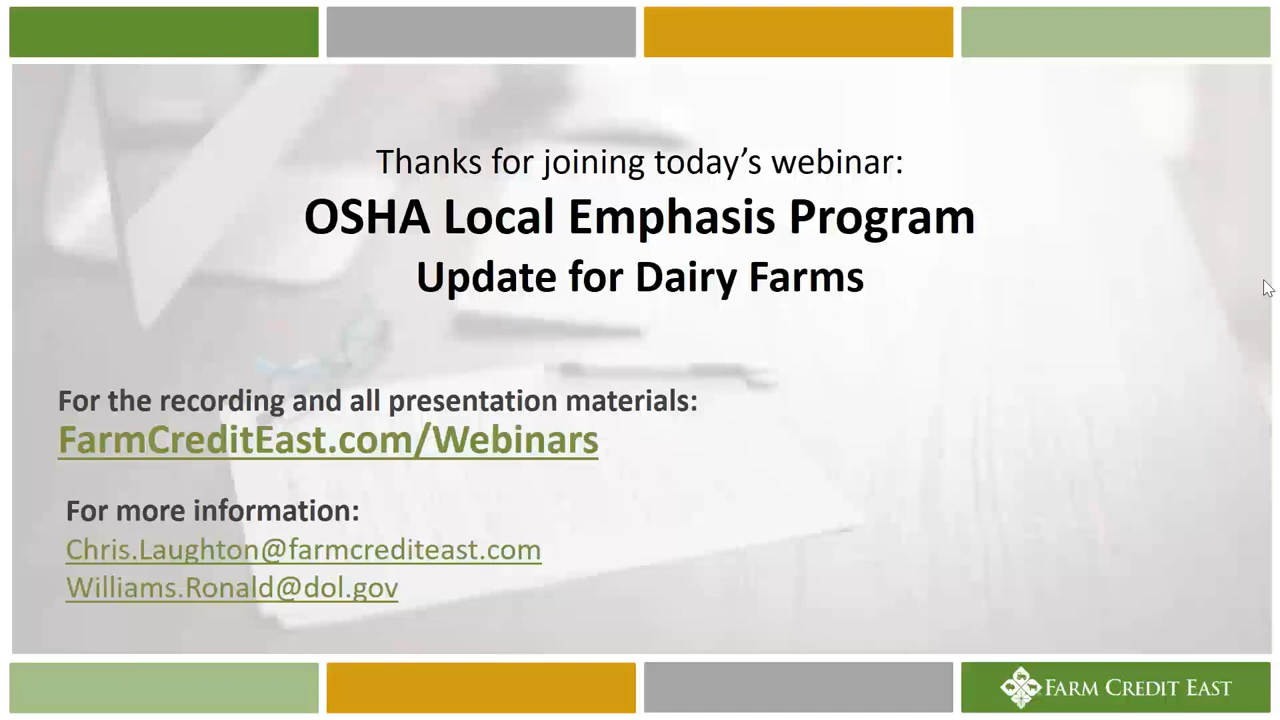 Thanks for joining today's webinar:
OSHA Local Emphasis Program
Update for Dairy Farms
For the recording and all presentation materials:
FarmCreditEast.com/Webinars
For more information:
Chris.Laughton@farmcrediteast.com
Williams.Ronald@dol.gov
FARM CREDIT EAST